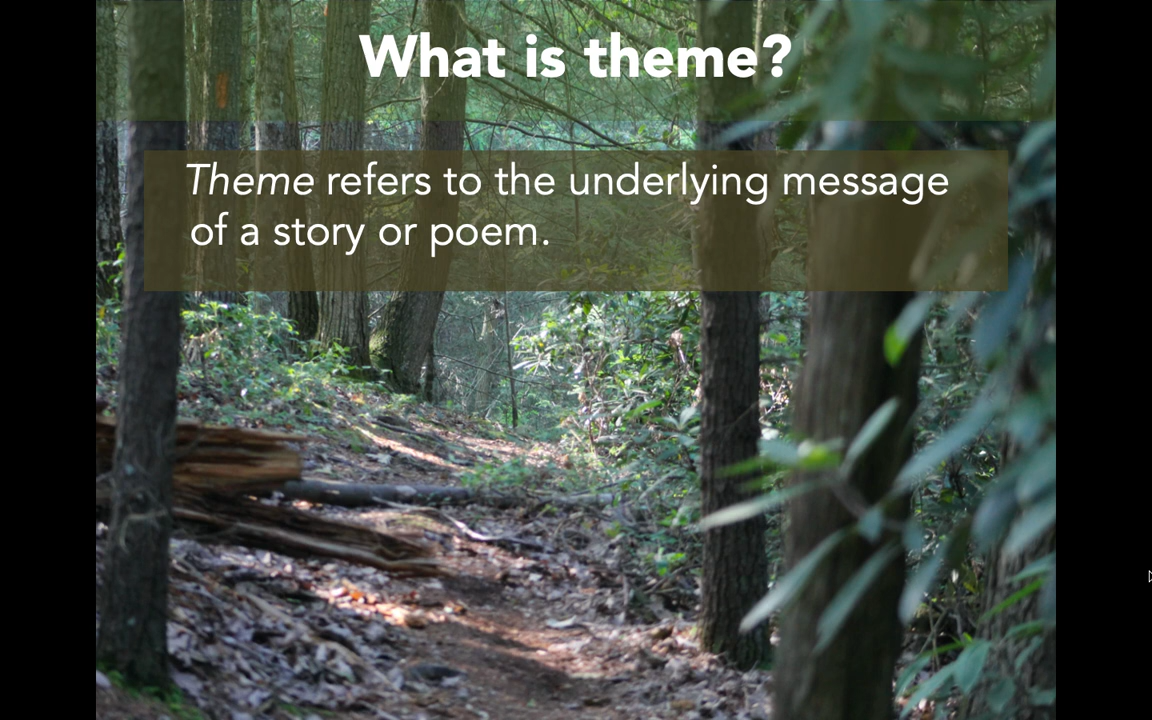 What is theme?
Theme refers to the underlying message
of a story or poem.